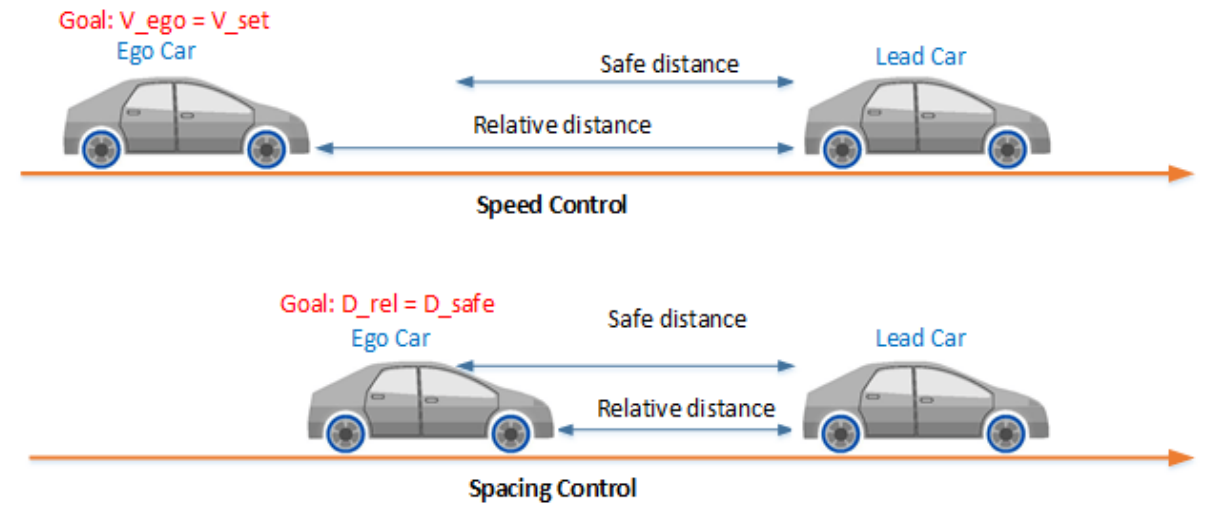 Goal: V_ego = V_set
Ego Car
Safe distance
Lead Car
Relative distance
Speed Control
Goal: D_rel = D_safe
Ego Car
Safe distance
Lead Car
Relative distance
Spacing Control